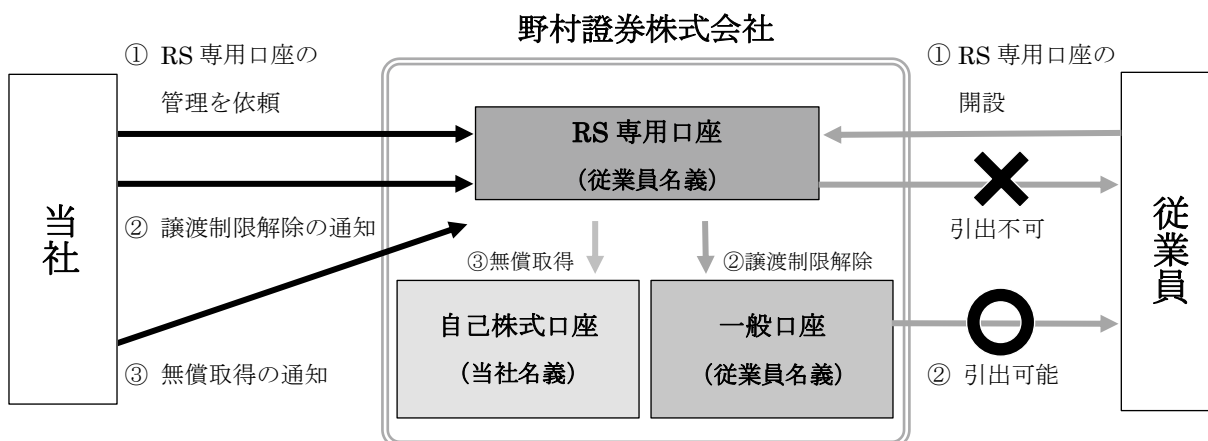 野村證券株式会社
① RS 専用口座の
管理を依頼
① RS 専用口座の
開設
RS 専用口座
(従業員名義)
当社
② 譲渡制限解除の通知
引出不可
従業員
③無償取得
②譲渡制限解除
自己株式口座
(当社名義)
一般口座
(従業員名義)
③ 無償取得の通知
② 引出可能